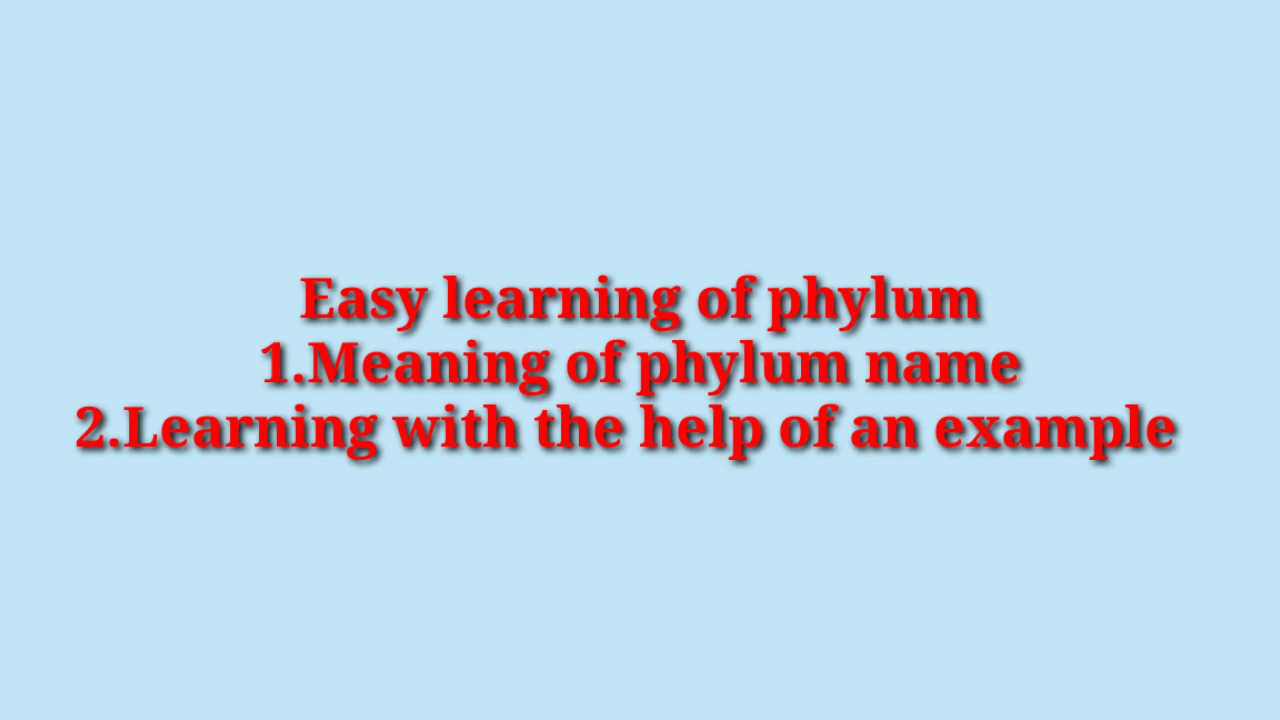 Easy learning of phylum
1.Meaning of phylum name
2.Learning with the help of an example